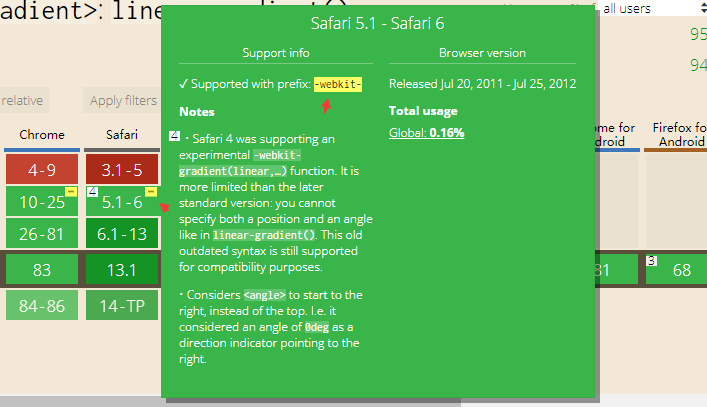 adient>: line
all users
Safari 5.1 - Safari 6
Support info
Browser version
95
94
✓ Supported with prefix: -webkit-
Released Jul 20, 2011 - Jul 25, 2012
Notes
Total usage
Global: 0.16%
relative
Apply filters
4
· Safari 4 was supporting an
experimental -webkit-
gradient(linear,…) function. It is
more limited than the later
standard version: you cannot
specify both a position and an angle
like in linear-gradient(). This old
outdated syntax is still supported
for compatibility purposes.
· Considers <angle> to start to the
right, instead of the top. I.e. it
considered an angle of 0deg as a
direction indicator pointing to the
right.
Chrome
Safari
me for
droid
Firefox for
Android
4-9
3.1-5
10-25
4
5.1-6
26-81
6.1-13
83
13.1
31
3
68
84-86
14-TP